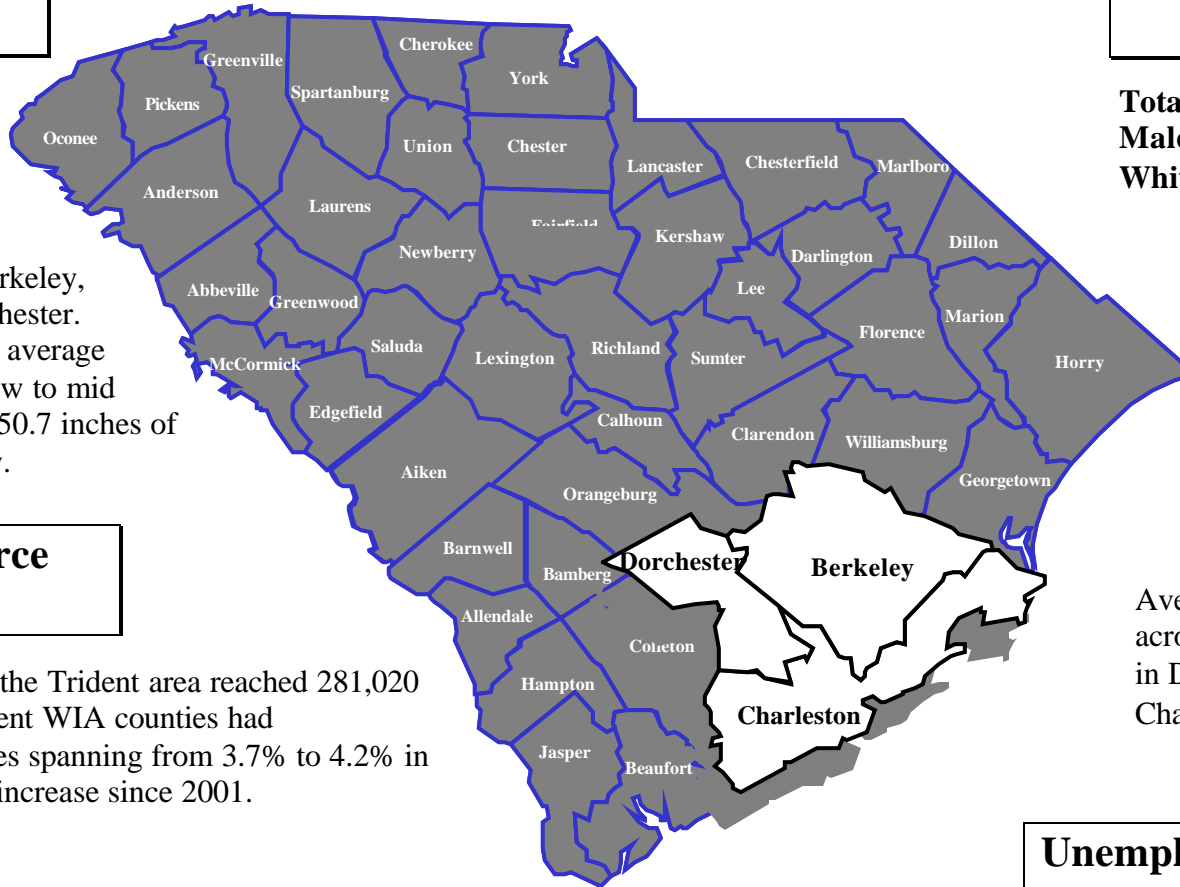 Cherokee
Greenville
York
Spartanburg
Pickens
Tota
Male
Whit
Oconee
Union
Chester
Lancaster
Chesterfield
Marlboro
Anderson
Laurens
Fairfield
Kershaw
Newberry
Darlington
Dillon
Abbeville
Greenwood
Lee
Marion
Saluda
Lexington
Richland
Sumter
Florence
Horry
McCormick
Edgefield
Calhoun
Clarendon
Williamsburg
Aiken
Orangeburg
Georgetown
Barnwell
Bamberg
Dorchester
Berkeley
Allendale
Hampton
Charleston
Jasper
Beaufort
rkeley,
hester.
average
w to mid
50.7 inches of
.
rce
the Trident area reached 281,020
ent WIA counties had
es spanning from 3.7% to 4.2% in
increase since 2001.
Ave
acro
in D
Cha
Unempl